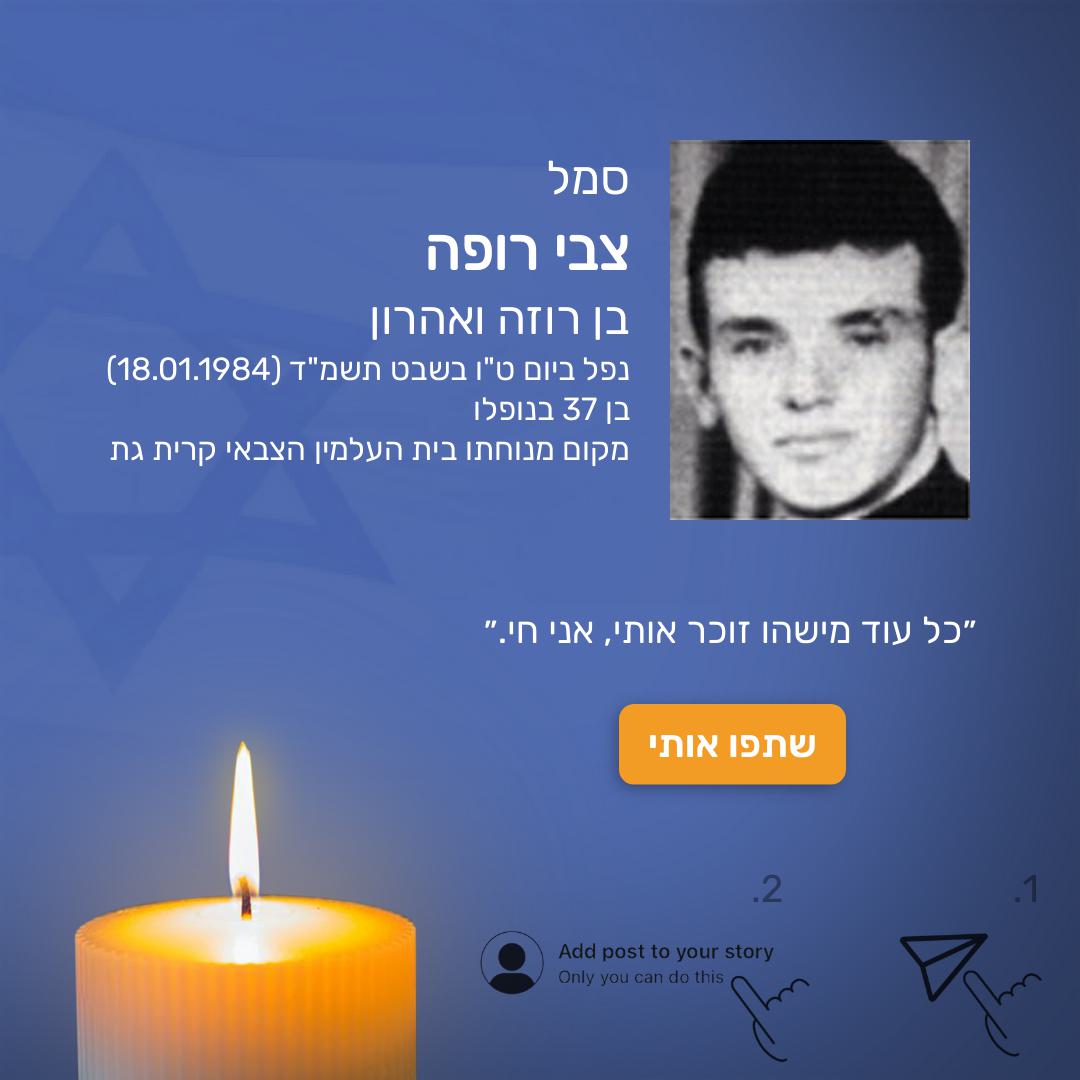 סמל
צבי רופה
בן רוזה ואהרון
נפל ביום ט"ו בשבט תשמ"ד (18.01.1984)
בן 37 בנופלו
מקום מנוחתו בית העלמין הצבאי קרית גת
״כל עוד מישהו זוכר אותי, אני חי.״
שתפו אותי
.1
.2
Add post to your story
Only you can do this